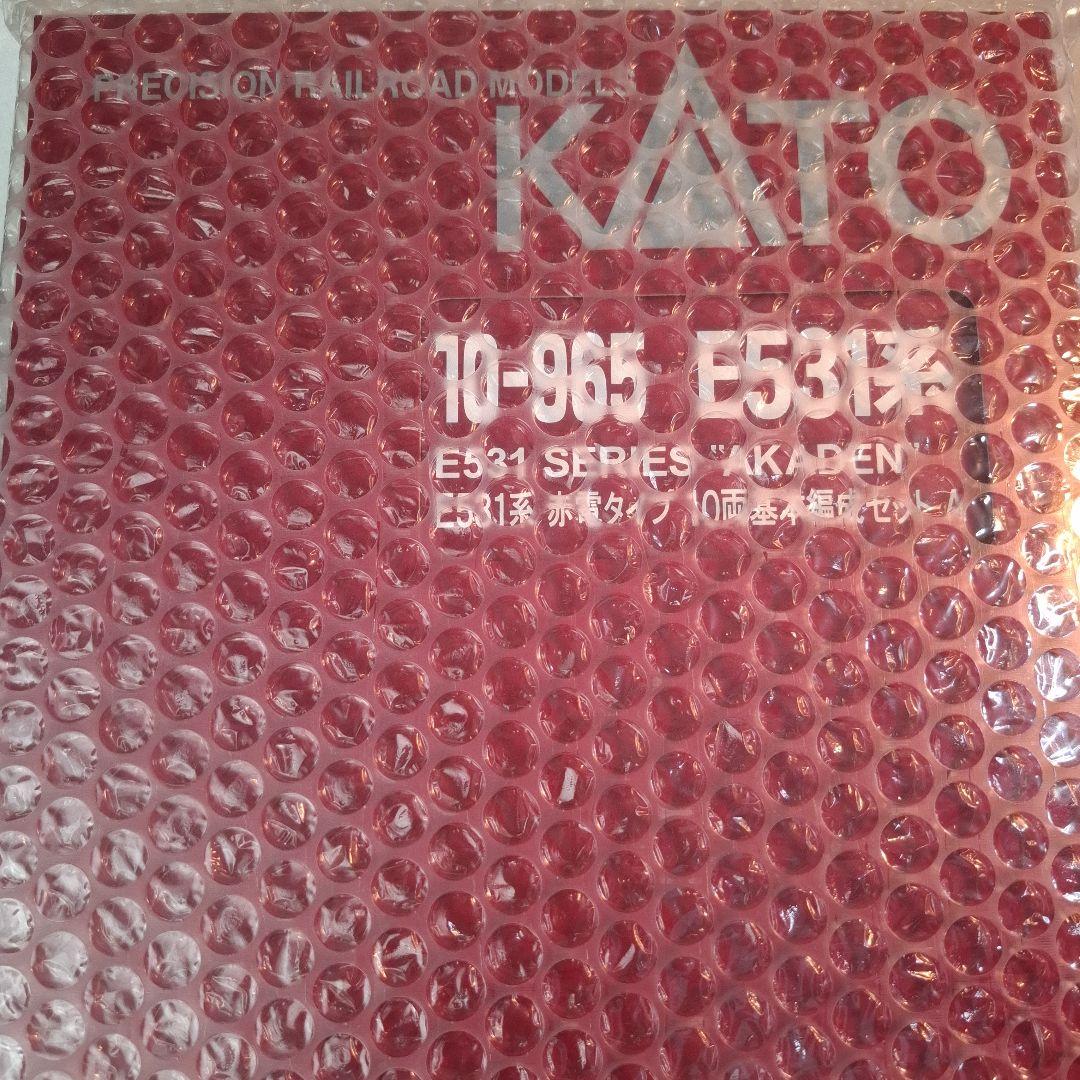 PRECISION RAILROAD MODELS
KATO
10-965 E531系
E531 SERIES "AKADEN"
E531系 赤電タイプ 10両基本編成セット A